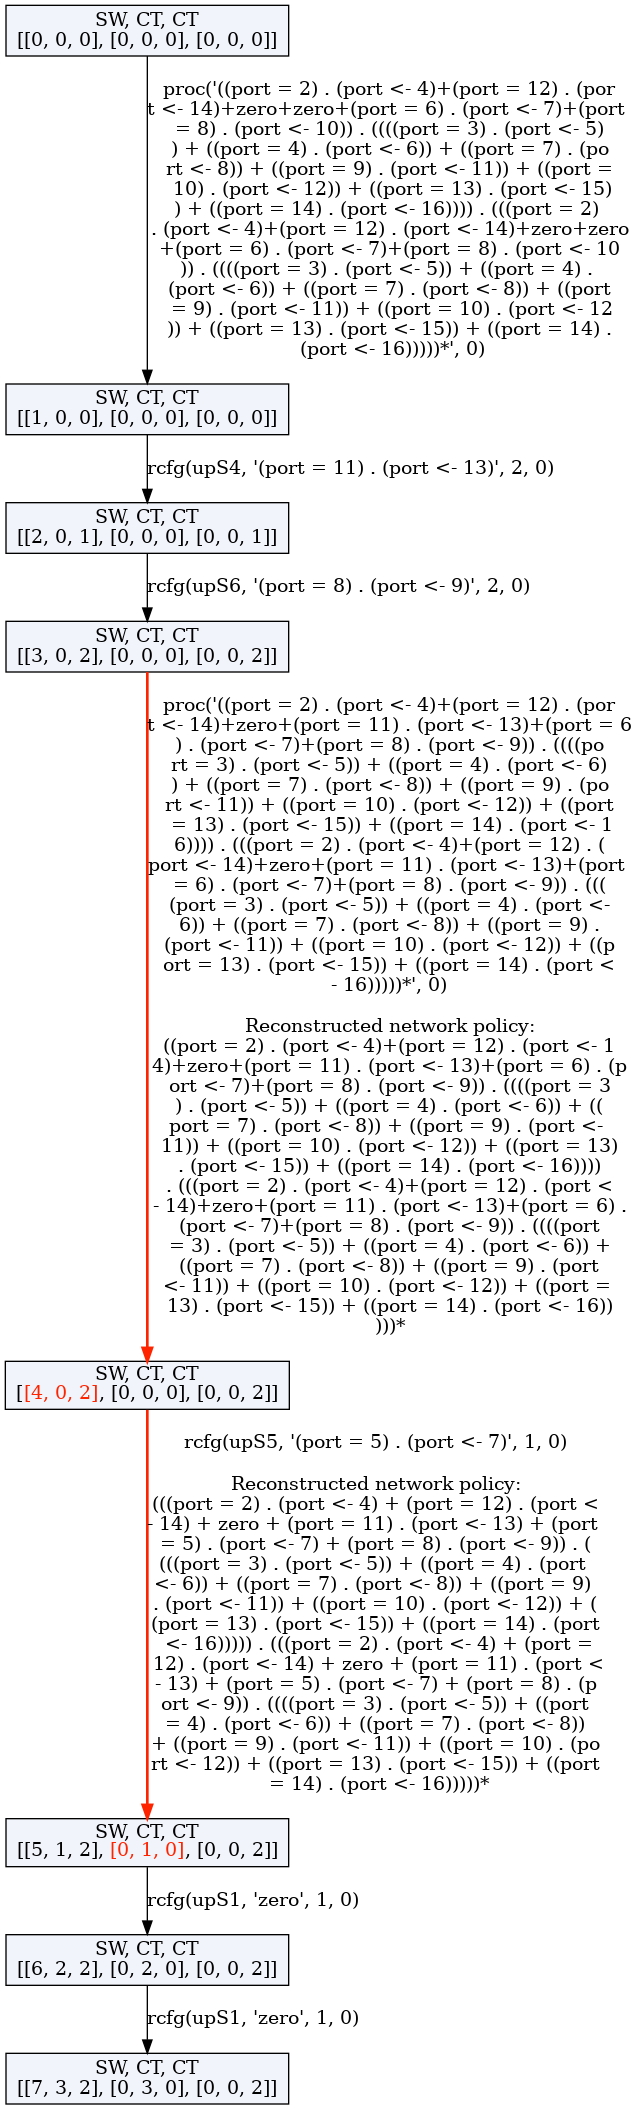 SW, CT, CT
[[0, 0, 0], [0, 0, 0], [0, 0, 0]]
proc('((port = 2) . (port <- 4)+(port = 12) . (por
t <- 14)+zero+zero+(port = 6) . (port <- 7)+(port
= 8) . (port <- 10)) . ((((port = 3) . (port <- 5)
) + ((port = 4) . (port <- 6)) + ((port = 7) . (po
rt <- 8)) + ((port = 9) . (port <- 11)) + ((port =
10) . (port <- 12)) + ((port = 13) . (port <- 15)
) + ((port = 14) . (port <- 16)))) . (((port = 2)
. (port <- 4)+(port = 12) . (port <- 14)+zero+zero
+(port = 6) . (port <- 7)+(port = 8) . (port <- 10
)) . ((((port = 3) . (port <- 5)) + ((port = 4) .
(port <- 6)) + ((port = 7) . (port <- 8)) + ((port
= 9) . (port <- 11)) + ((port = 10) . (port <- 12
)) + ((port = 13) . (port <- 15)) + ((port = 14) .
(port <- 16)))))*', 0)
SW, CT, CT
[[1, 0, 0], [0, 0, 0], [0, 0, 0]]
rcfg(upS4, '(port = 11) . (port <- 13)', 2, 0)
SW, CT, CT
[[2, 0, 1], [0, 0, 0], [0, 0, 1]]
rcfg(upS6, '(port = 8) . (port <- 9)', 2, 0)
SW, CT, CT
[[3, 0, 2], [0, 0, 0], [0, 0, 2]]
proc('((port = 2) . (port <- 4)+(port = 12) . (por
t <- 14)+zero+(port = 11) . (port <- 13)+(port = 6
) . (port <- 7)+(port = 8) . (port <- 9)) . ((((po
rt = 3) . (port <- 5)) + ((port = 4) . (port <- 6)
) + ((port = 7) . (port <- 8)) + ((port = 9) . (po
rt <- 11)) + ((port = 10) . (port <- 12)) + ((port
= 13) . (port <- 15)) + ((port = 14) . (port <- 1
6)))) . (((port = 2) . (port <- 4)+(port = 12) . (
port <- 14)+zero+(port = 11) . (port <- 13)+(port
= 6) . (port <- 7)+(port = 8) . (port <- 9)) . (((
(port = 3) . (port <- 5)) + ((port = 4) . (port <-
6)) + ((port = 7) . (port <- 8)) + ((port = 9) .
(port <- 11)) + ((port = 10) . (port <- 12)) + ((p
ort = 13) . (port <- 15)) + ((port = 14) . (port <
- 16)))))*', 0)
Reconstructed network policy:
((port = 2) . (port <- 4)+(port = 12) . (port <- 1
4)+zero+(port = 11) . (port <- 13)+(port = 6) . (p
ort <- 7)+(port = 8) . (port <- 9)) . ((((port = 3
) . (port <- 5)) + ((port = 4) . (port <- 6)) + ((
port = 7) . (port <- 8)) + ((port = 9) . (port <-
11)) + ((port = 10) . (port <- 12)) + ((port = 13)
. (port <- 15)) + ((port = 14) . (port <- 16))))
. (((port = 2) . (port <- 4)+(port = 12) . (port <
- 14)+zero+(port = 11) . (port <- 13)+(port = 6) .
(port <- 7)+(port = 8) . (port <- 9)) . ((((port
= 3) . (port <- 5)) + ((port = 4) . (port <- 6)) +
((port = 7) . (port <- 8)) + ((port = 9) . (port
<- 11)) + ((port = 10) . (port <- 12)) + ((port =
13) . (port <- 15)) + ((port = 14) . (port <- 16))
)))*
SW, CT, CT
[[4, 0, 2], [0, 0, 0], [0, 0, 2]]
rcfg(upS5, '(port = 5) . (port <- 7)', 1, 0)
Reconstructed network policy:
(((port = 2) . (port <- 4) + (port = 12) . (port <
- 14) + zero + (port = 11) . (port <- 13) + (port
= 5) . (port <- 7) + (port = 8) . (port <- 9)) . (
(((port = 3) . (port <- 5)) + ((port = 4) . (port
<- 6)) + ((port = 7) . (port <- 8)) + ((port = 9)
. (port <- 11)) + ((port = 10) . (port <- 12)) + (
(port = 13) . (port <- 15)) + ((port = 14) . (port
<- 16))))) . (((port = 2) . (port <- 4) + (port =
12) . (port <- 14) + zero + (port = 11) . (port <
- 13) + (port = 5) . (port <- 7) + (port = 8) . (p
ort <- 9)) . ((((port = 3) . (port <- 5)) + ((port
= 4) . (port <- 6)) + ((port = 7) . (port <- 8))
+ ((port = 9) . (port <- 11)) + ((port = 10) . (po
rt <- 12)) + ((port = 13) . (port <- 15)) + ((port
= 14) . (port <- 16)))))*
SW, CT, CT
[[5, 1, 2], [0, 1, 0], [0, 0, 2]]
rcfg(upS1, 'zero', 1, 0)
SW, CT, CT
[[6, 2, 2], [0, 2, 0], [0, 0, 2]]
rcfg(upS1, 'zero', 1, 0)
SW, CT, CT
[[7, 3, 2], [0, 3, 0], [0, 0, 2]]